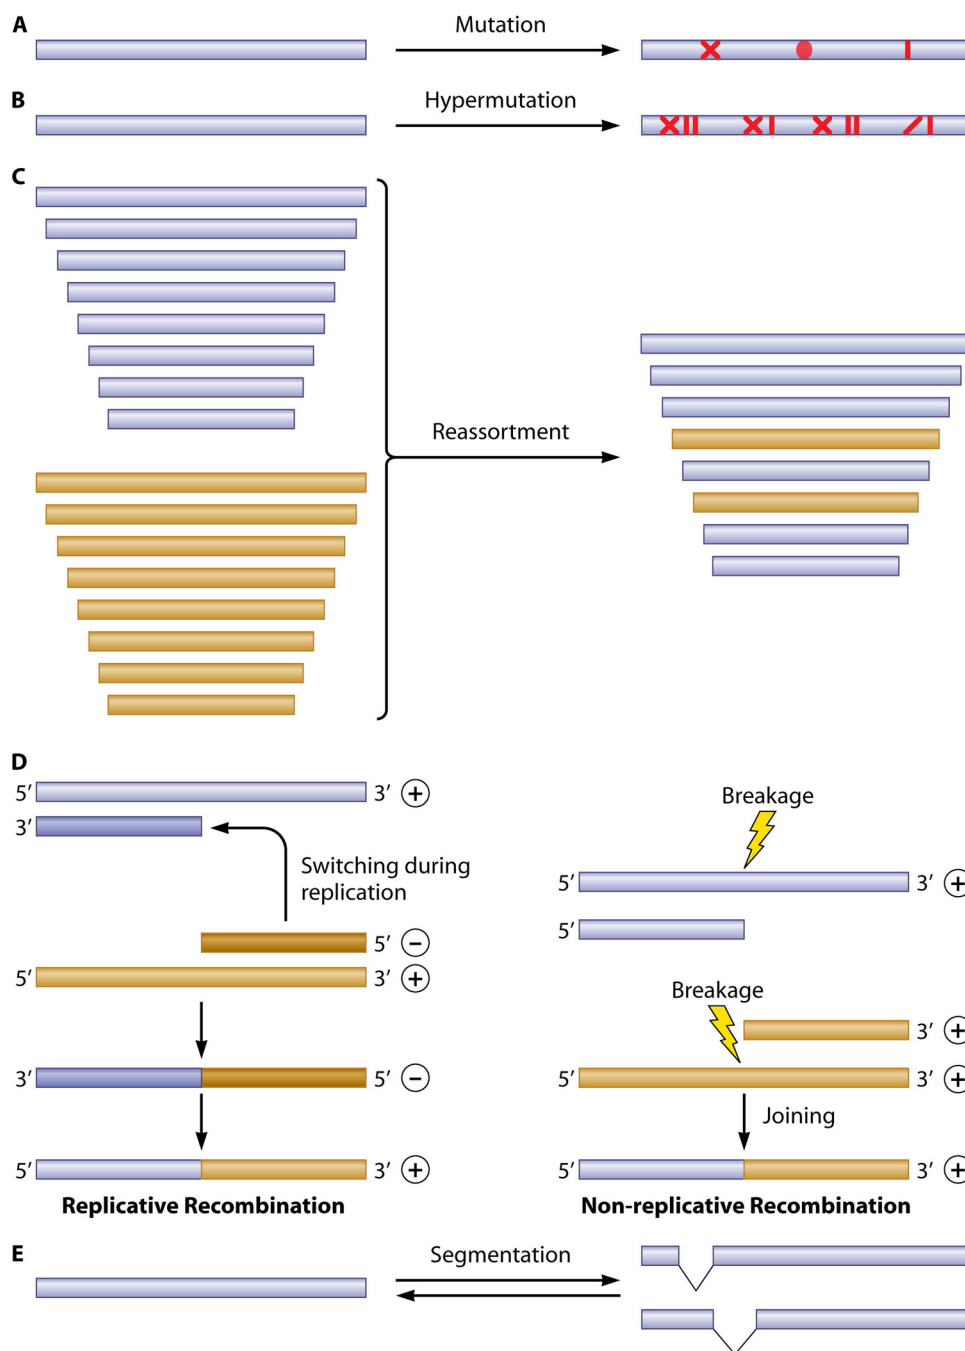 A
Mutation
B
Hypermutation
C
Reassortment
D
5′ 3′ +
3′
Switching during
replication
5′ −
5′ 3′ +
3′ 5′ −
5′ 3′ +
Replicative Recombination
Breakage
5′ 3′ +
5′
Breakage
3′ +
5′ 3′ +
Joining
5′ 3′ +
Non-replicative Recombination
E
Segmentation